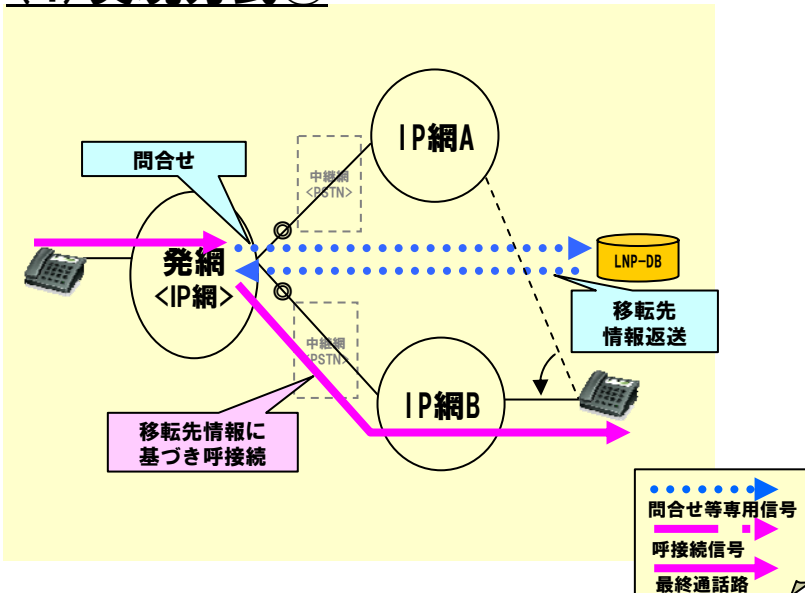 IP網A
問合せ
中継網
<PSTN>
発網
<IP網>
LNP-DB
移転先
情報返送
中継網
<PSTN>
IP網B
移転先情報に
基づき呼接続
問合せ等専用信号
呼接続信号
最終通話路